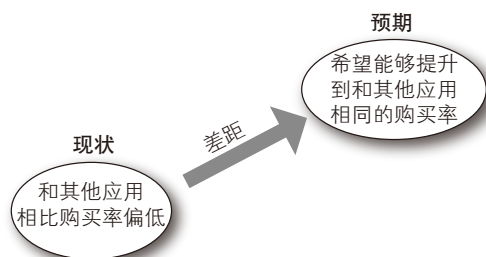 预期
希望能够提升
到和其他应用
相同的购买率
差距
现状
和其他应用
相比购买率偏低